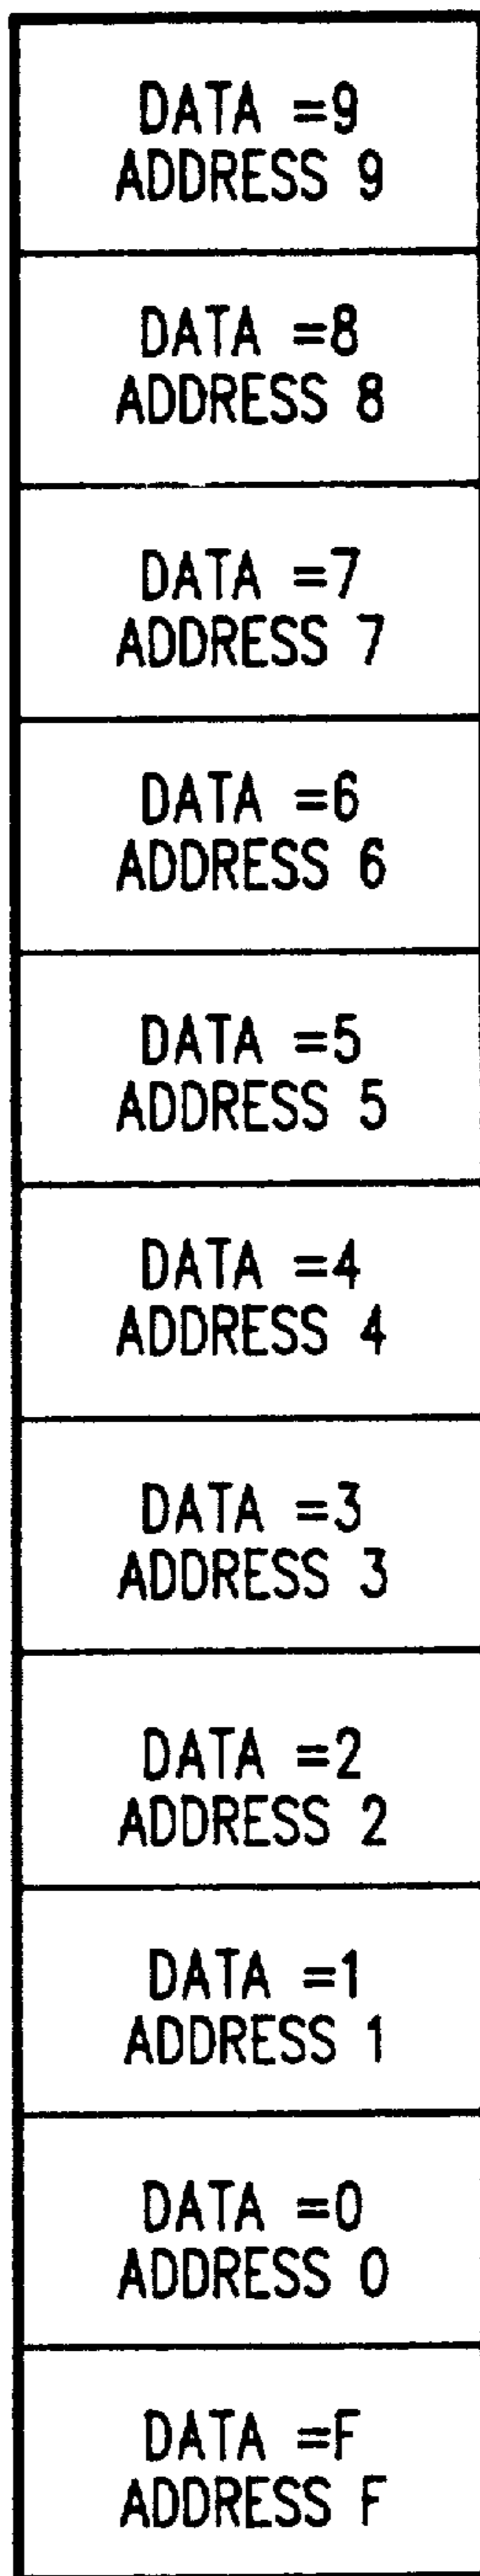 DATA =9
ADDRESS 9
DATA =8
ADDRESS 8
DATA =7
ADDRESS 7
DATA =6
ADDRESS 6
DATA =5
ADDRESS 5
DATA =4
ADDRESS 4
DATA =3
ADDRESS 3
DATA =2
ADDRESS 2
DATA =1
ADDRESS 1
DATA =0
ADDRESS 0
DATA =F
ADDRESS F